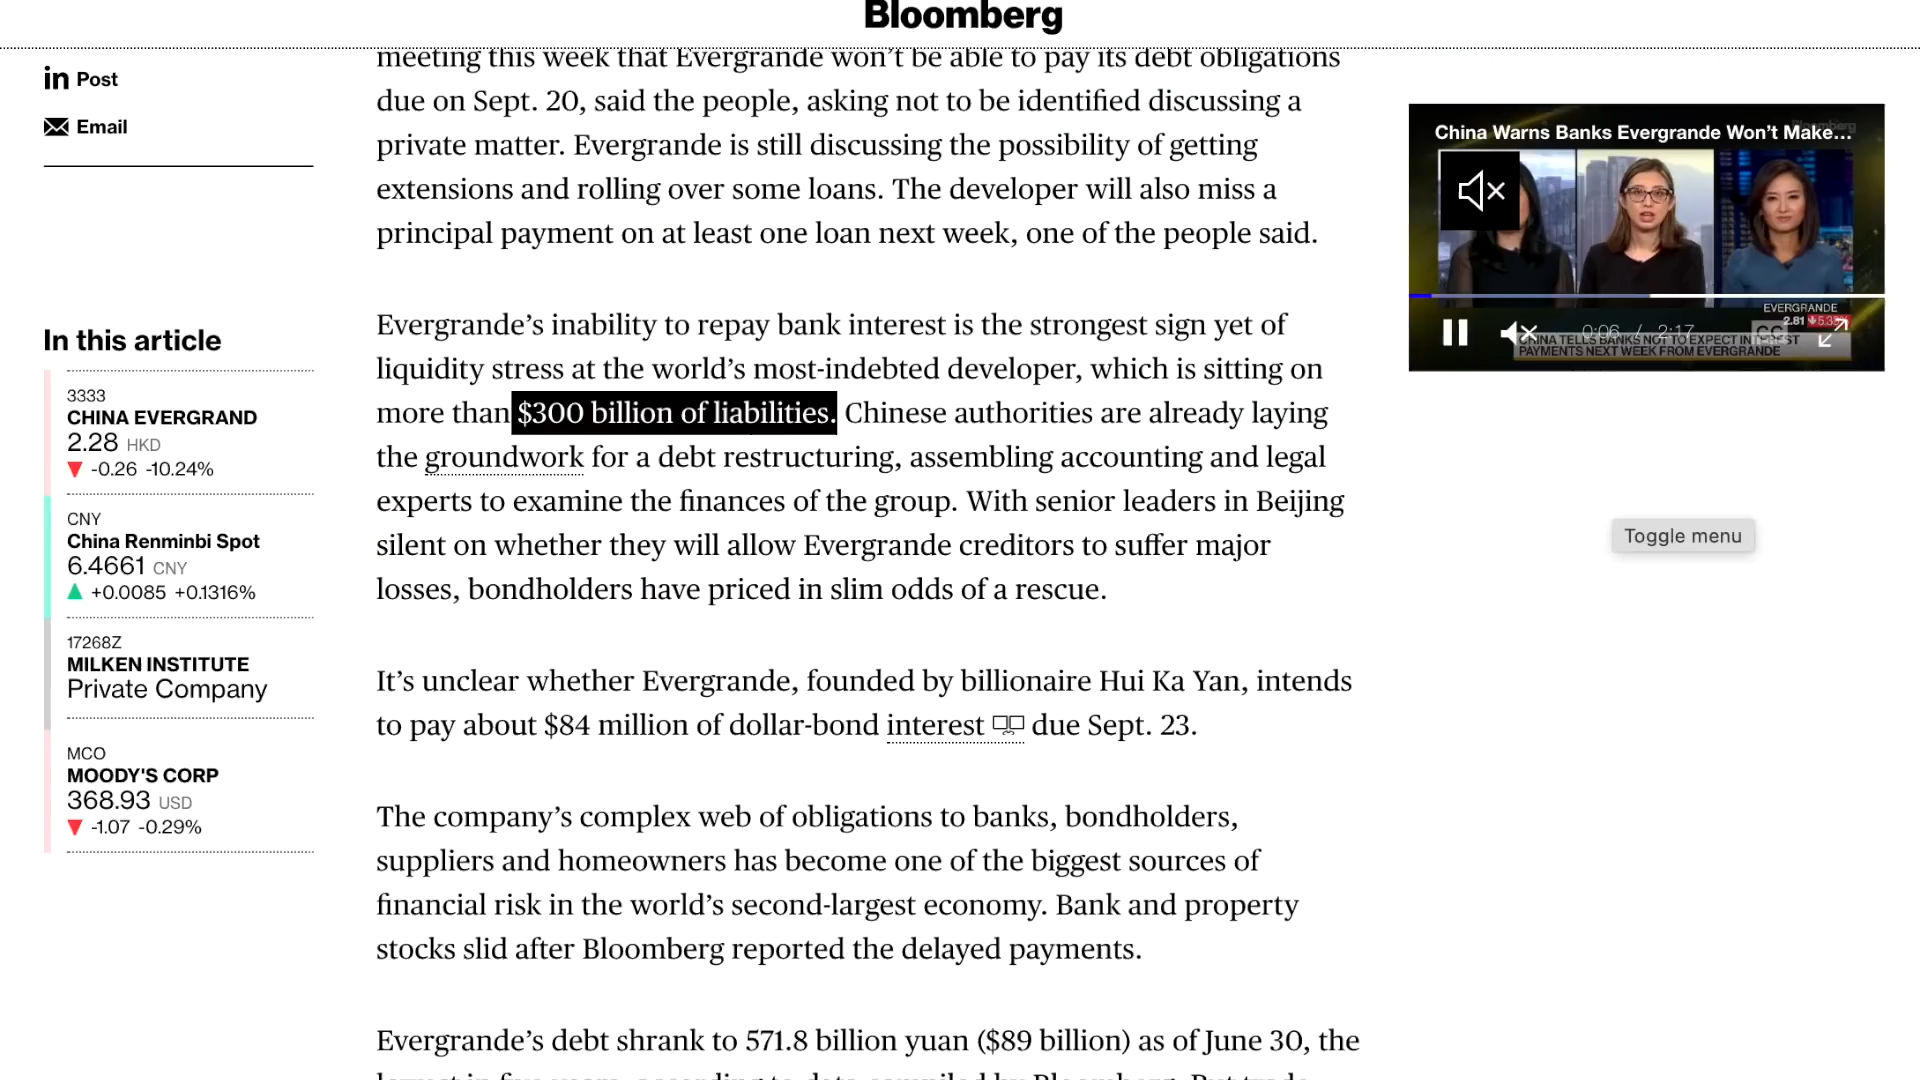 Bloomberg
Post
Email
In this article
3333
CHINA EVERGRAND
2.28 HKD
-0.26 -10.24%
CNY
China Renminbi Spot
6.4661 CNY
+0.0085 +0.1316%
17268Z
MILKEN INSTITUTE
Private Company
MCO
MOODY'S CORP
368.93 USD
-1.07 -0.29%
meeting this week that Evergrande won’t be able to pay its debt obligations
due on Sept. 20, said the people, asking not to be identified discussing a
private matter. Evergrande is still discussing the possibility of getting
extensions and rolling over some loans. The developer will also miss a
principal payment on at least one loan next week, one of the people said.
Evergrande’s inability to repay bank interest is the strongest sign yet of
liquidity stress at the world’s most-indebted developer, which is sitting on
more than $300 billion of liabilities. Chinese authorities are already laying
the groundwork for a debt restructuring, assembling accounting and legal
experts to examine the finances of the group. With senior leaders in Beijing
silent on whether they will allow Evergrande creditors to suffer major
losses, bondholders have priced in slim odds of a rescue.
It’s unclear whether Evergrande, founded by billionaire Hui Ka Yan, intends
to pay about $84 million of dollar-bond interest due Sept. 23.
The company’s complex web of obligations to banks, bondholders,
suppliers and homeowners has become one of the biggest sources of
financial risk in the world’s second-largest economy. Bank and property
stocks slid after Bloomberg reported the delayed payments.
Evergrande’s debt shrank to 571.8 billion yuan ($89 billion) as of June 30, the
China Warns Banks Evergrande Won’t Make...
EVERGRANDE
2.81
0:06 / 2:17
CC
TELLS BANKS NOT TO EXPECT
PAYMENTS NEXT WEEK FROM EVERGRANDE
Toggle menu